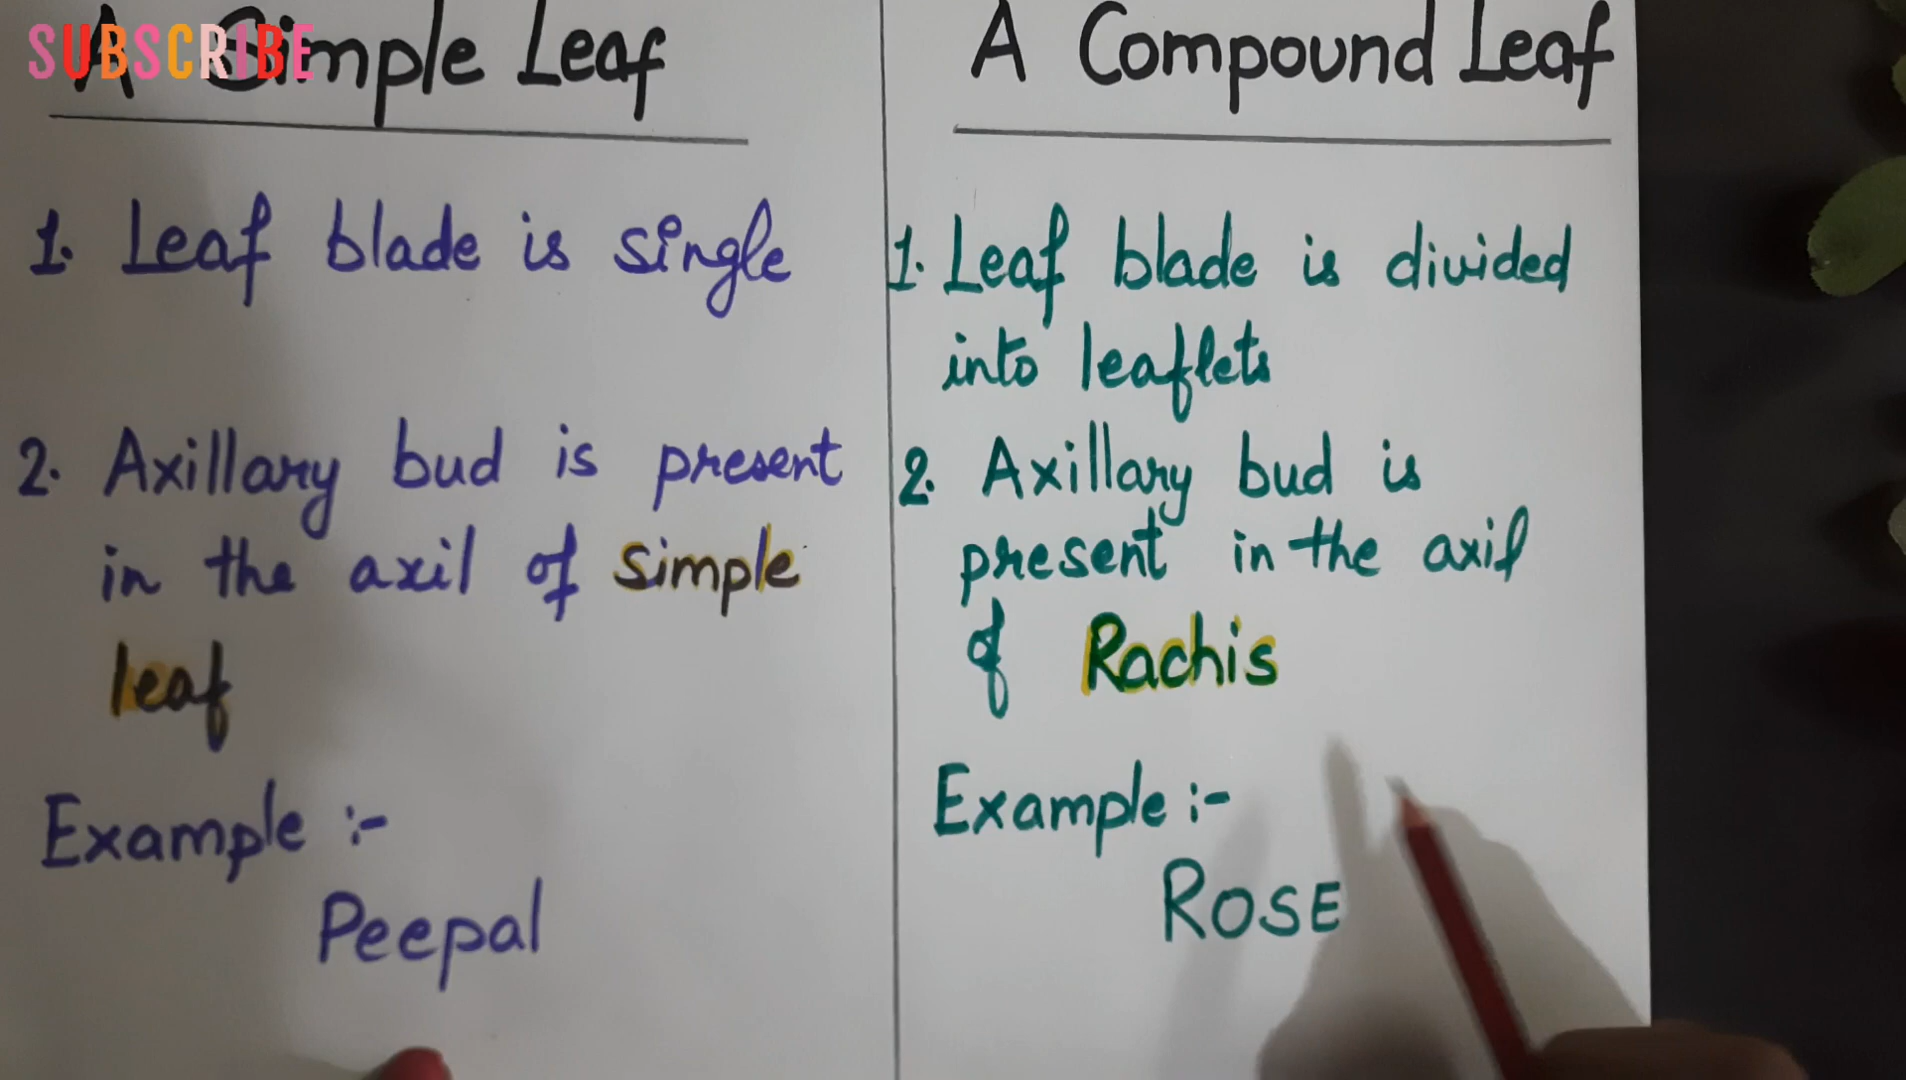 SUBSCRIBE
A Simple Leaf
1. Leaf blade is single
2. Axillary bud is present
in the axil of simple
leaf
Example :-
Peepal
A Compound Leaf
1. Leaf blade is divided
into leaflets
2. Axillary bud is
present in the axil
of Rachis
Example :-
ROSE